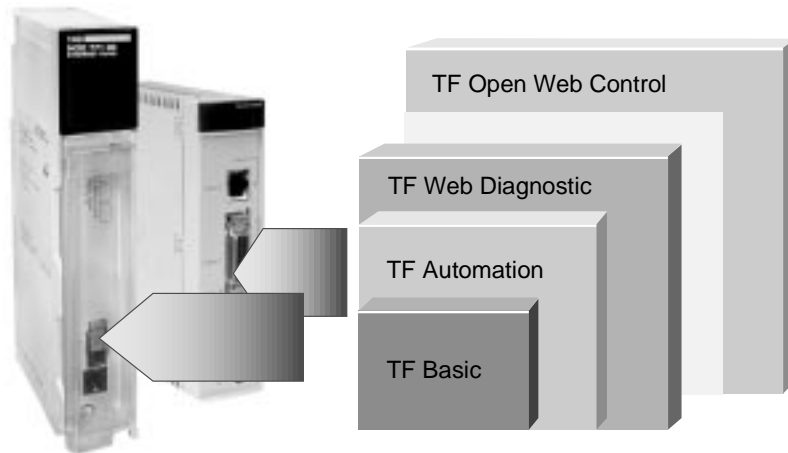 TF Open Web Control
TF Web Diagnostic
TF Automation
TF Basic